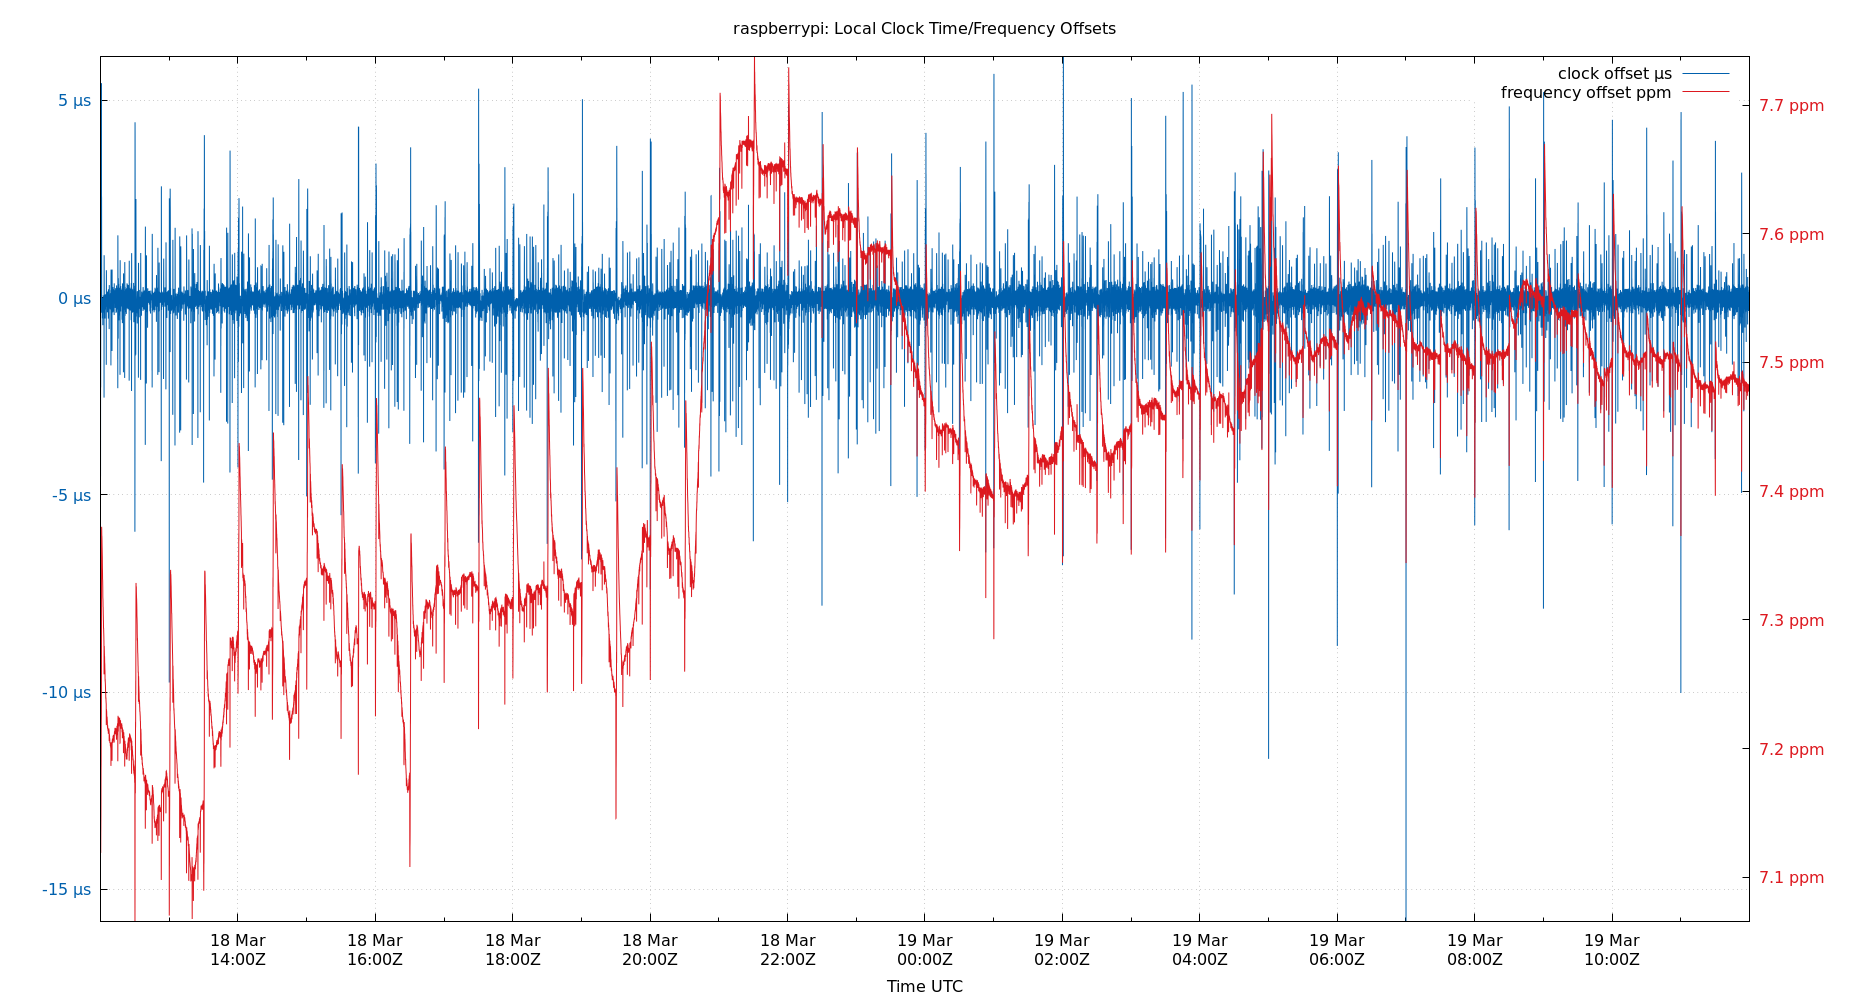 raspberrypi: Local Clock Time/Frequency Offsets
clock offset µs
frequency offset ppm
5 µs
0 µs
-5 µs
-10 µs
-15 µs
7.7 ppm
7.6 ppm
7.5 ppm
7.4 ppm
7.3 ppm
7.2 ppm
7.1 ppm
18 Mar
14:00Z
18 Mar
16:00Z
18 Mar
18:00Z
18 Mar
20:00Z
18 Mar
22:00Z
19 Mar
00:00Z
19 Mar
02:00Z
19 Mar
04:00Z
19 Mar
06:00Z
19 Mar
08:00Z
19 Mar
10:00Z
Time UTC